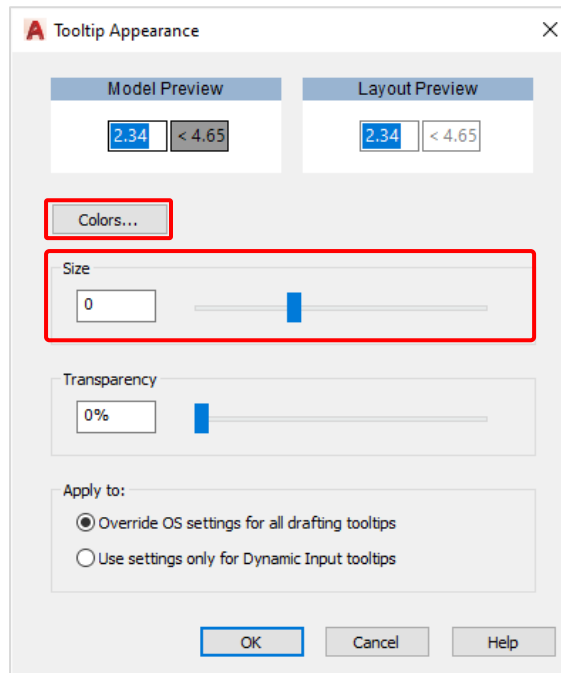 Tooltip Appearance
Model Preview
Layout Preview
2.34 < 4.65
2.34 < 4.65
Colors...
Size
0
Transparency
0%
Apply to:
Override OS settings for all drafting tooltips
Use settings only for Dynamic Input tooltips
OK Cancel Help